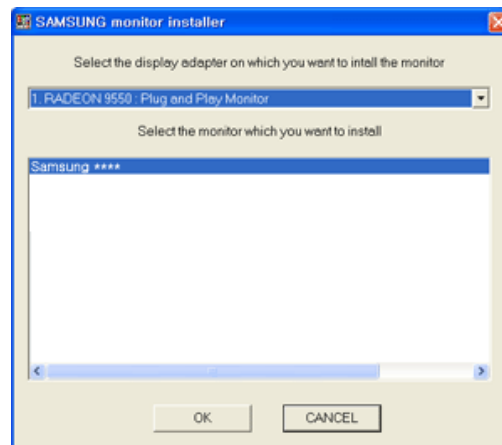 SAMSUNG monitor installer
Select the display adapter on which you want to intall the monitor
1. RADEON 9550 : Plug and Play Monitor
Select the monitor which you want to install
Samsung ****
OK
CANCEL